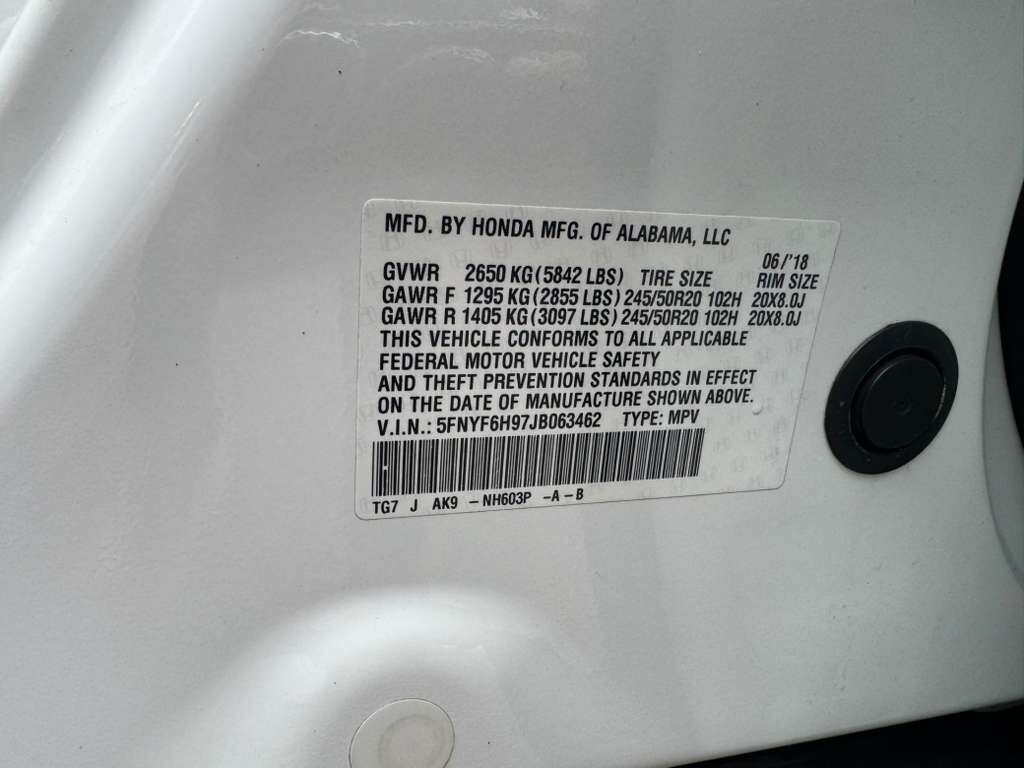 MFD. BY HONDA MFG. OF ALABAMA, LLC
06/'18
GVWR 2650 KG (5842 LBS) TIRE SIZE RIM SIZE
GAWR F 1295 KG (2855 LBS) 245/50R20 102H 20X8.0J
GAWR R 1405 KG (3097 LBS) 245/50R20 102H 20X8.0J
THIS VEHICLE CONFORMS TO ALL APPLICABLE
FEDERAL MOTOR VEHICLE SAFETY
AND THEFT PREVENTION STANDARDS IN EFFECT
ON THE DATE OF MANUFACTURE SHOWN ABOVE.
V.I.N.: 5FNYF6H97JB063462 TYPE: MPV
TG7 J AK9 -NH603P -A-B